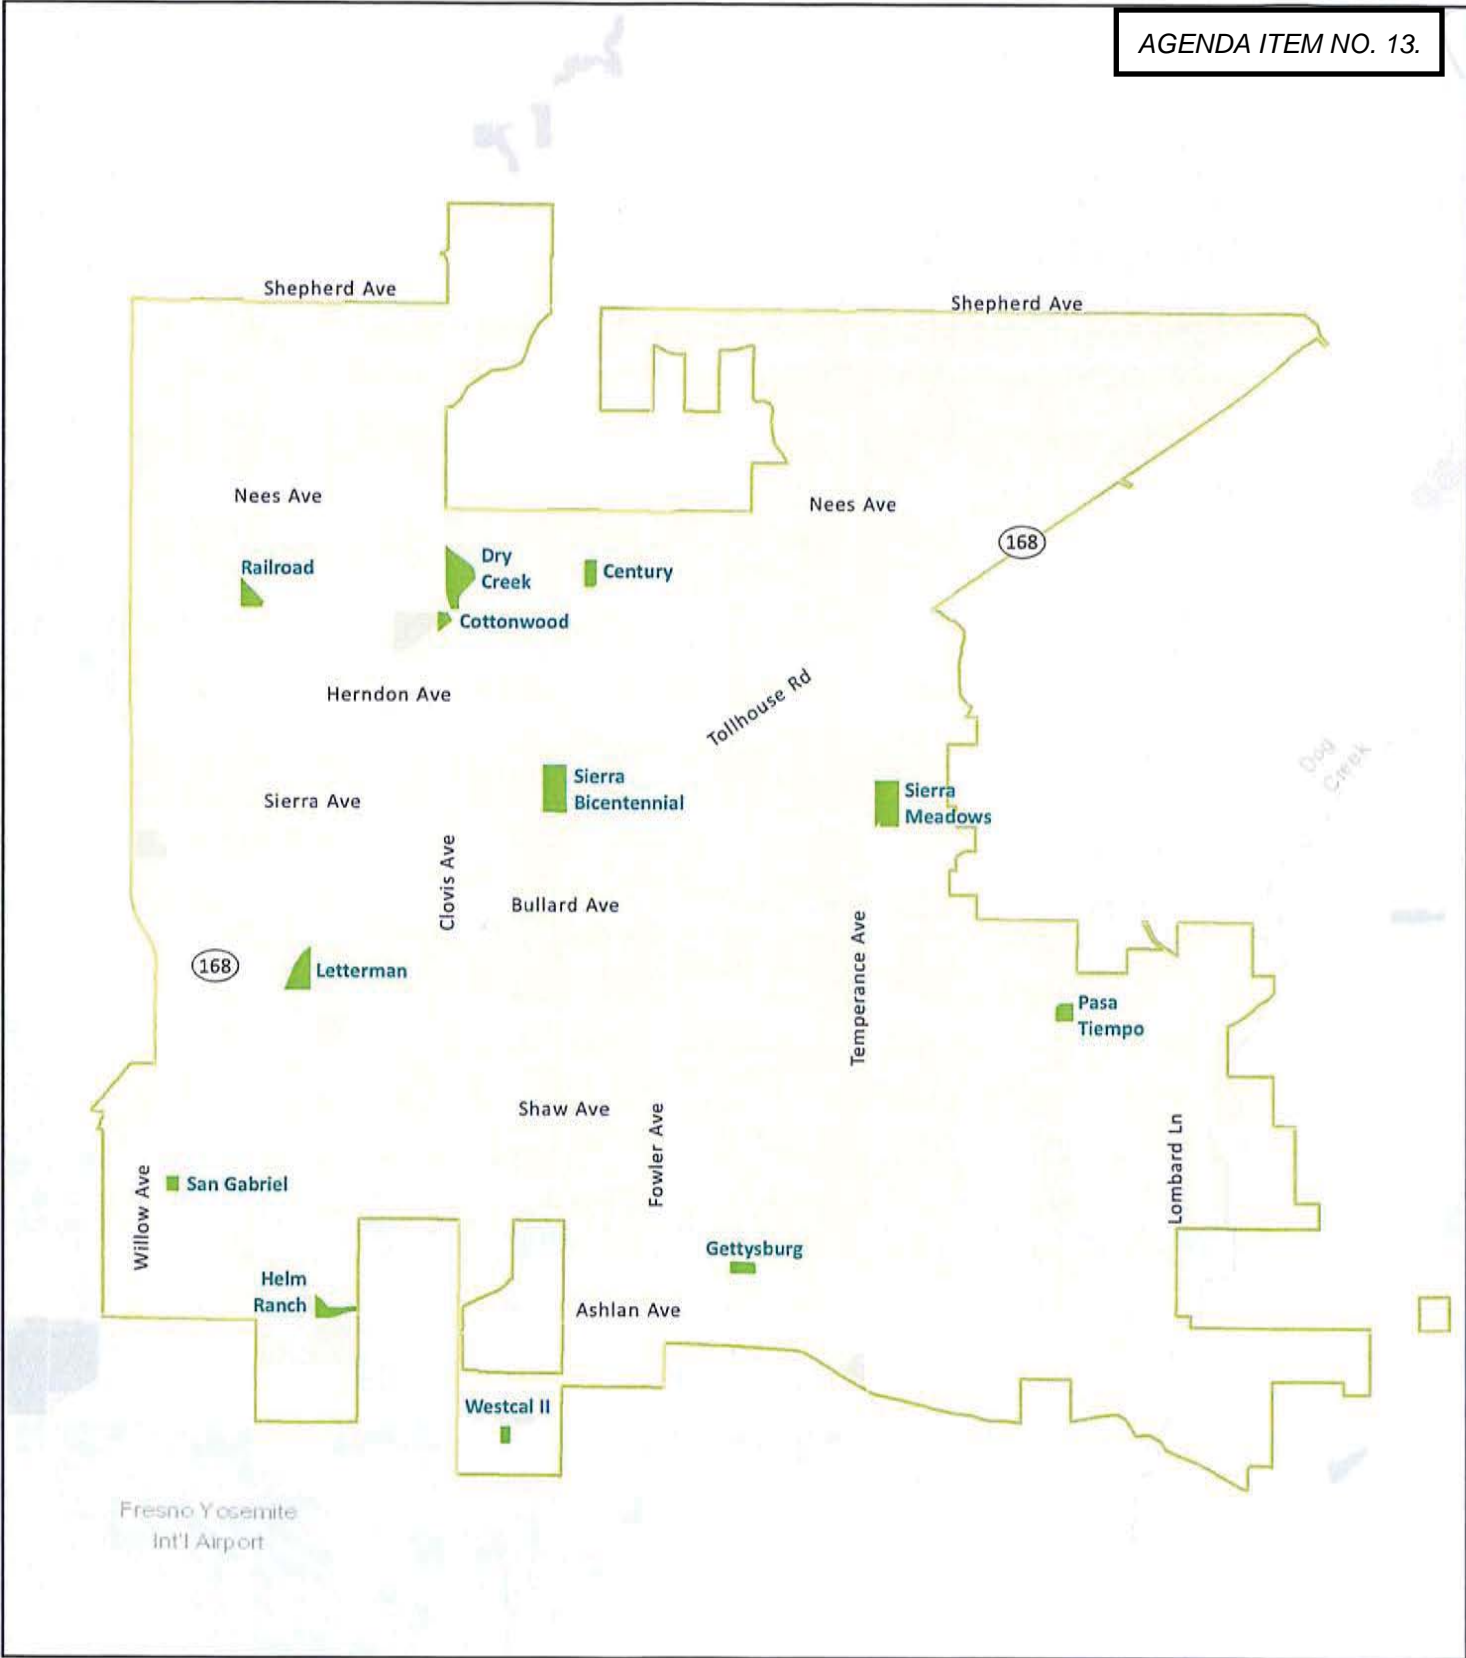 AGENDA ITEM NO. 13.
Shepherd Ave
Shepherd Ave
Nees Ave
Nees Ave
168
Railroad
Dry
Creek
Century
Cottonwood
Herndon Ave
Tollhouse Rd
Dog
Creek
Sierra Ave
Sierra
Bicentennial
Sierra
Meadows
Clovis Ave
Bullard Ave
168
Letterman
Temperance Ave
Pasa
Tiempo
Shaw Ave
Fowler Ave
Lombard Ln
Willow Ave
San Gabriel
Gettysburg
Helm
Ranch
Ashlan Ave
Westcal II
Fresno Yosemite
Int'l Airport